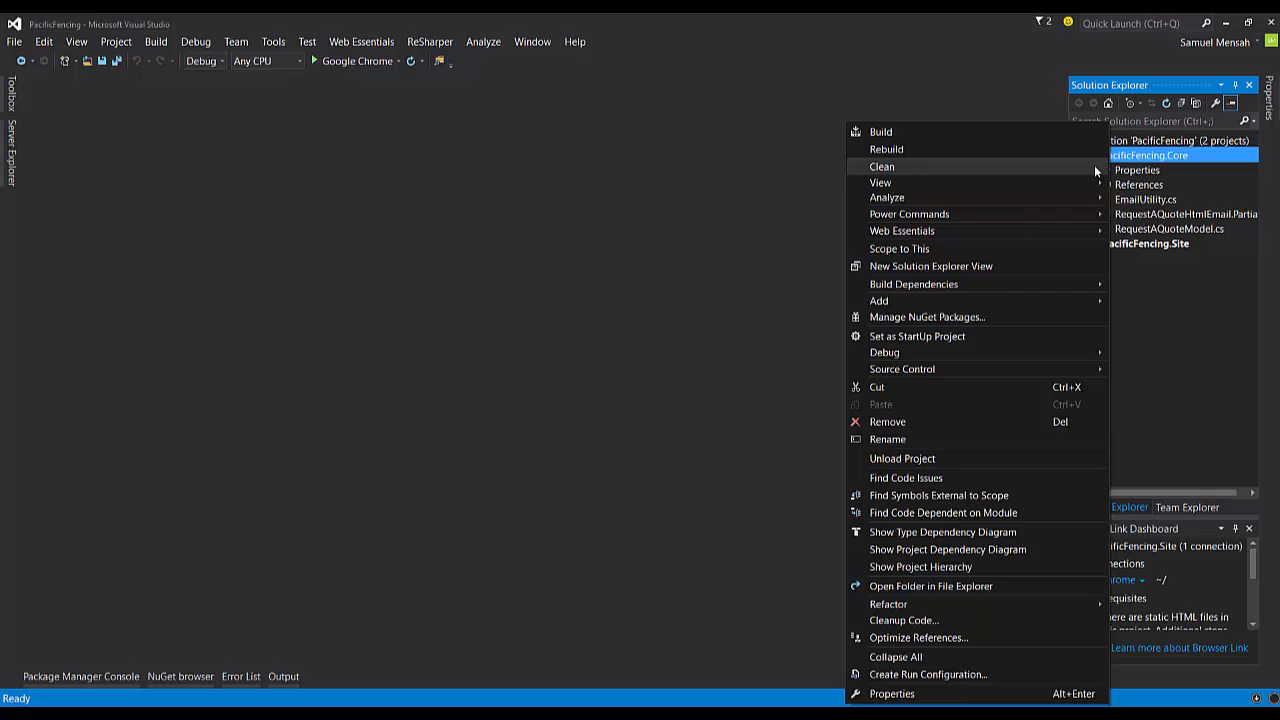 PacificFencing - Microsoft Visual Studio
2
Quick Launch (Ctrl+Q)
File Edit View Project Build Debug Team Tools Test Web Essentials ReSharper Analyze Window Help
Samuel Mensah
Debug Any CPU Google Chrome
Toolbox
Server Explorer
Properties
Solution Explorer
Search Solution Explorer (Ctrl+;)
tion 'PacificFencing' (2 projects)
acificFencing.Core
Properties
References
EmailUtility.cs
RequestAQuoteHtmlEmail.Partia
RequestAQuoteModel.cs
acificFencing.Site
Build
Rebuild
Clean
View
Analyze
Power Commands
Web Essentials
Scope to This
New Solution Explorer View
Build Dependencies
Add
Manage NuGet Packages...
Set as StartUp Project
Debug
Source Control
Cut Ctrl+X
Paste Ctrl+V
Remove Del
Rename
Unload Project
Find Code Issues
Find Symbols External to Scope
Find Code Dependent on Module
Show Type Dependency Diagram
Show Project Dependency Diagram
Show Project Hierarchy
Open Folder in File Explorer
Refactor
Cleanup Code...
Optimize References...
Collapse All
Create Run Configuration...
Properties Alt+Enter
Explorer Team Explorer
Link Dashboard
ificFencing.Site (1 connection)
nections
rome ~/
equisites
ere are static HTML files in
Learn more about Browser Link
Package Manager Console NuGet browser Error List Output
Ready